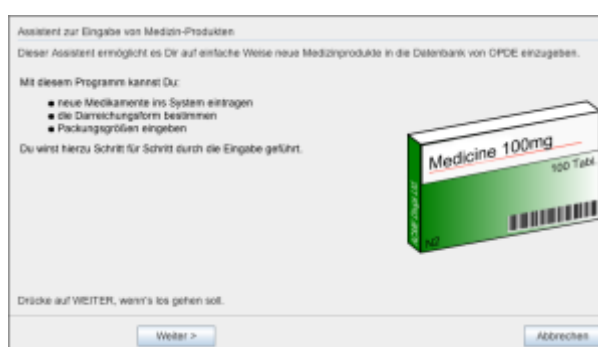 Assistent zur Eingabe von Medizin-Produkten
Dieser Assistent ermöglicht es Dir auf einfache Weise neue Medizinprodukte in die Datenbank von OPDE einzugeben.
Mit diesem Programm kannst Du:
neue Medikamente ins System eintragen
die Darreichungsform bestimmen
Packungsgrößen eingeben
Du wirst hierzu Schritt für Schritt durch die Eingabe geführt.
Medicine 100mg
100 Tabl.
N2
Drücke auf WEITER, wenn's los gehen soll.
Weiter >
Abbrechen